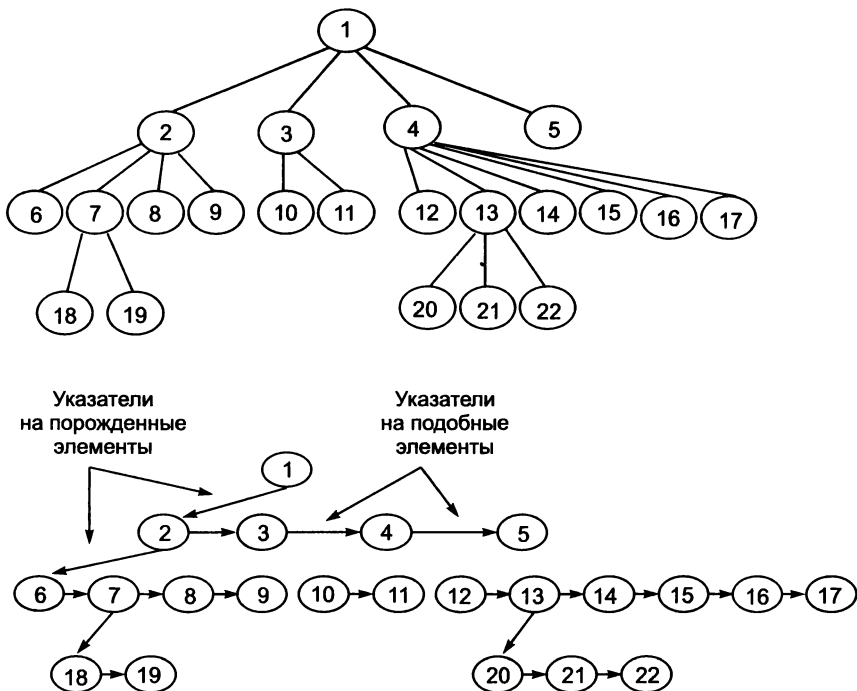 1
2 3 4 5
6 7 8 9 10 11 12 13 14 15 16 17
18 19 20 21 22
Указатели
на порожденные
элементы
Указатели
на подобные
элементы
1
2 3 4 5
6 7 8 9 10 11 12 13 14 15 16 17
18 19 20 21 22